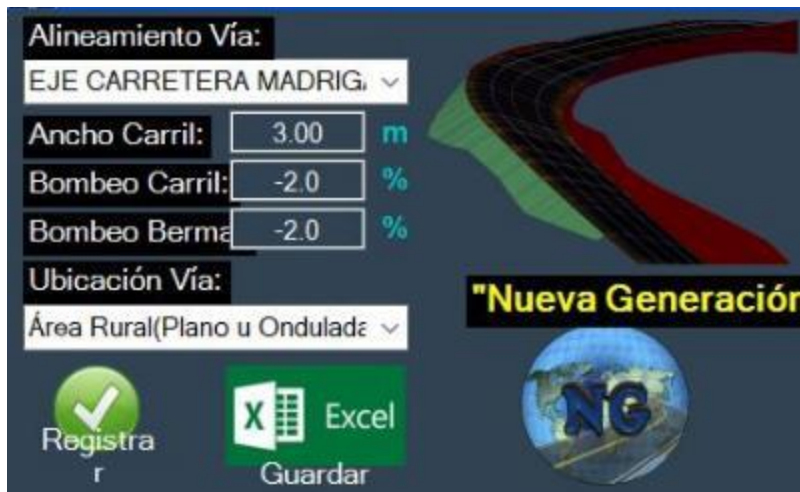 Alineamiento Vía:
EJE CARRETERA MADRIG
Ancho Carril: 3.00 m
Bombeo Carril: -2.0 %
Bombeo Berma -2.0 %
Ubicación Vía:
Área Rural(Plano u Ondulada
"Nueva Generación
NG
Registra
r
X Excel
Guardar